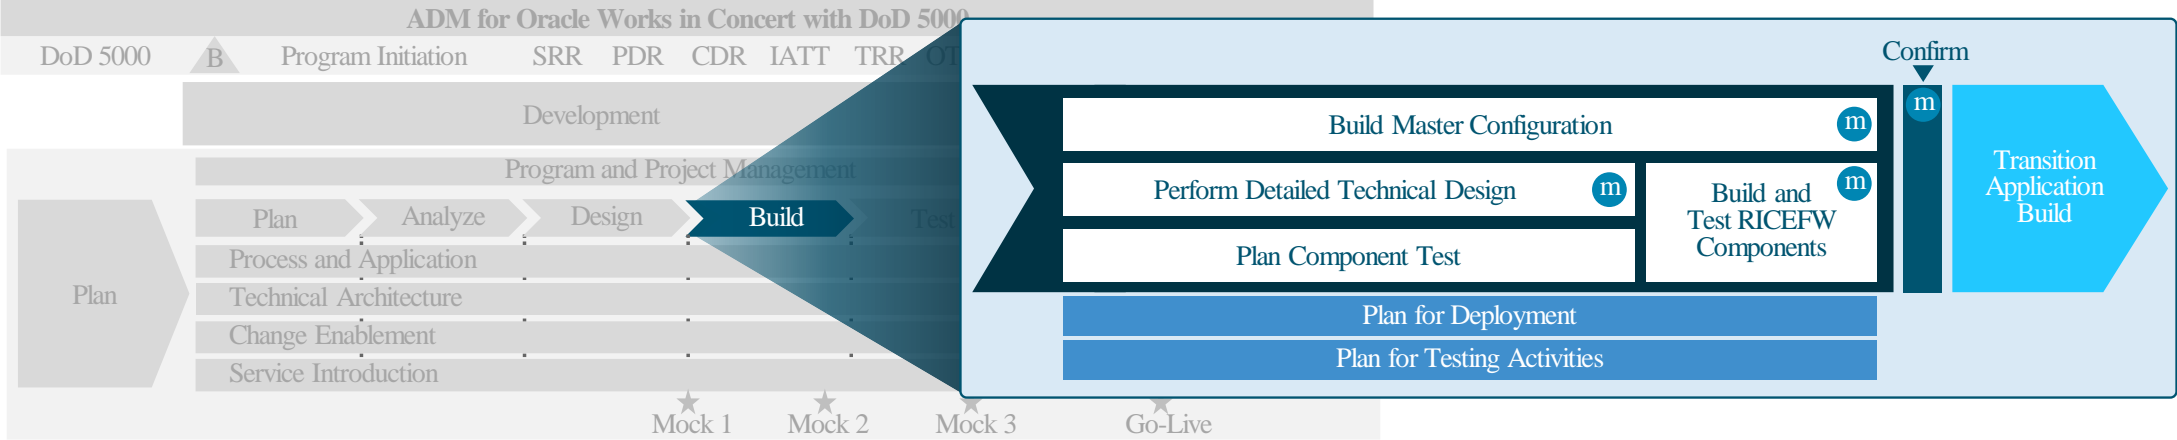 ADM for Oracle Works in Concert with DoD 5000
DoD 5000
B
Program Initiation
SRR
PDR
CDR
IATT
TRR
Development
Program and Project Management
Plan
Plan
Analyze
Design
Build
Test
Process and Application
Technical Architecture
Change Enablement
Service Introduction
Mock 1
Mock 2
Mock 3
Go-Live
Confirm
m
Build Master Configuration
m
Perform Detailed Technical Design
m
Build and
Test RICEFW
Components
m
Plan Component Test
Plan for Deployment
Plan for Testing Activities
Transition
Application
Build